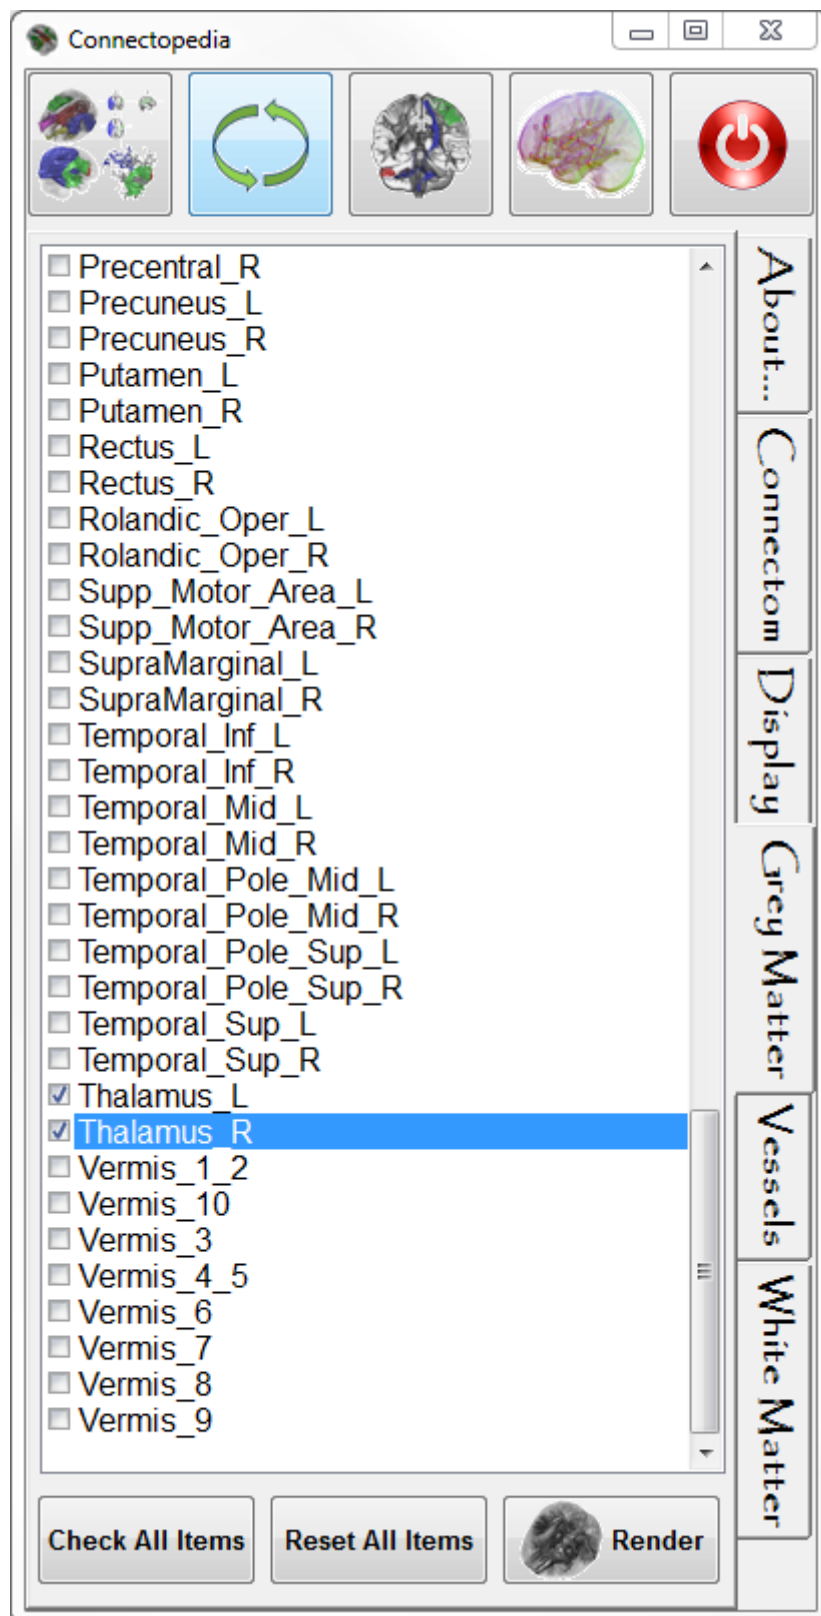 Connectopedia
Precentral_R
Precuneus_L
Precuneus_R
Putamen_L
Putamen_R
Rectus_L
Rectus_R
Rolandic_Oper_L
Rolandic_Oper_R
Supp_Motor_Area_L
Supp_Motor_Area_R
SupraMarginal_L
SupraMarginal_R
Temporal_Inf_L
Temporal_Inf_R
Temporal_Mid_L
Temporal_Mid_R
Temporal_Pole_Mid_L
Temporal_Pole_Mid_R
Temporal_Pole_Sup_L
Temporal_Pole_Sup_R
Temporal_Sup_L
Temporal_Sup_R
Thalamus_L
Thalamus_R
Vermis_1_2
Vermis_10
Vermis_3
Vermis_4_5
Vermis_6
Vermis_7
Vermis_8
Vermis_9
About...
Connectom
Display
Grey Matter
Vessels
White Matter
Check All Items
Reset All Items
Render